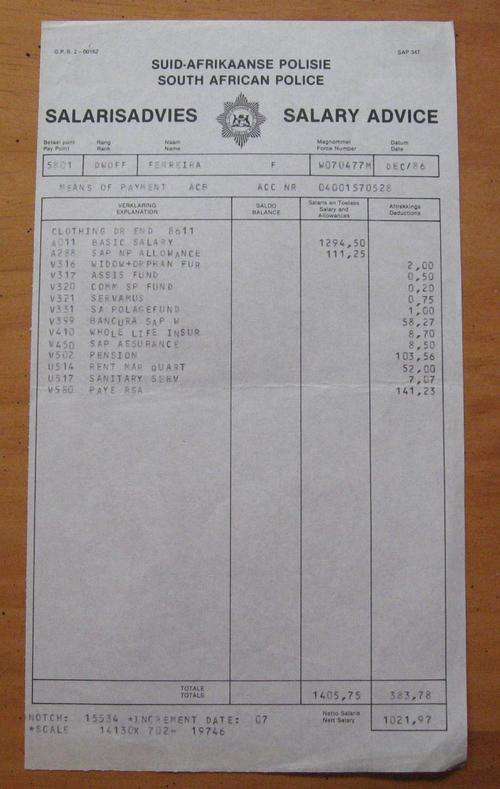 G.P.-S. 2-00162 SAP 347
SUID-AFRIKAANSE POLISIE
SOUTH AFRICAN POLICE
SALARISADVIES SALARY ADVICE
Betaal punt Rang Naam Magnommer Datum
Pay Point Rank Name Force Number Date
5801 DWOFF FERREIRA F W070477M DEC/86
MEANS OF PAYMENT ACB ACC NR 04001570528
VERKLARING SALDO Salaris en Toelaes Aftrekkings
EXPLANATION BALANCE Salary and Allowances Deductions
CLOTHING DR END 8611
A011 BASIC SALARY 1294,50
A288 SAP NP ALLOWANCE 111,25
V316 WIDOW+ORPHAN FUR 2,00
V317 ASSIS FUND 0,50
V320 COMM SP FUND 0,20
V321 SERVAMUS 0,75
V331 SA POLAGEFUND 1,00
V399 BANCURA SAP W 58,27
V410 WHOLE LIFE INSUR 8,70
W450 SAP ASSURANCE 8,50
V502 PENSION 103,56
U514 RENT MAR QUART 52,00
U517 SANITARY SERV 7,07
V580 PAYE RSA 141,23
TOTALE
TOTALS 1405,75 383,78
NOTCH: 15534 *INCREMENT DATE: 07 Netto Salaris
Nett Salary 1021,97
*SCALE 14130X 702- 19746